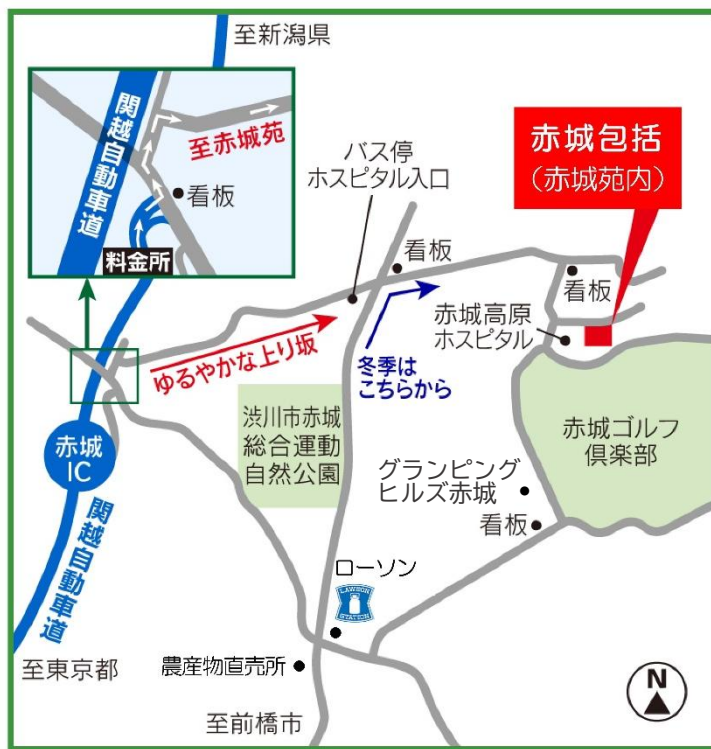 至新潟県
関越自動車道
至赤城苑
看板
料金所
バス停
ホスピタル入口
赤城包括
（赤城苑内）
看板
看板
赤城高原
ホスピタル
ゆるやかな上り坂
冬季は
こちらから
赤城
IC
関越自動車道
渋川市赤城
総合運動
自然公園
赤城ゴルフ
倶楽部
グランピング
ヒルズ赤城
看板
ローソン
LAWSON
STATION
農産物直売所
至東京都
至前橋市
N